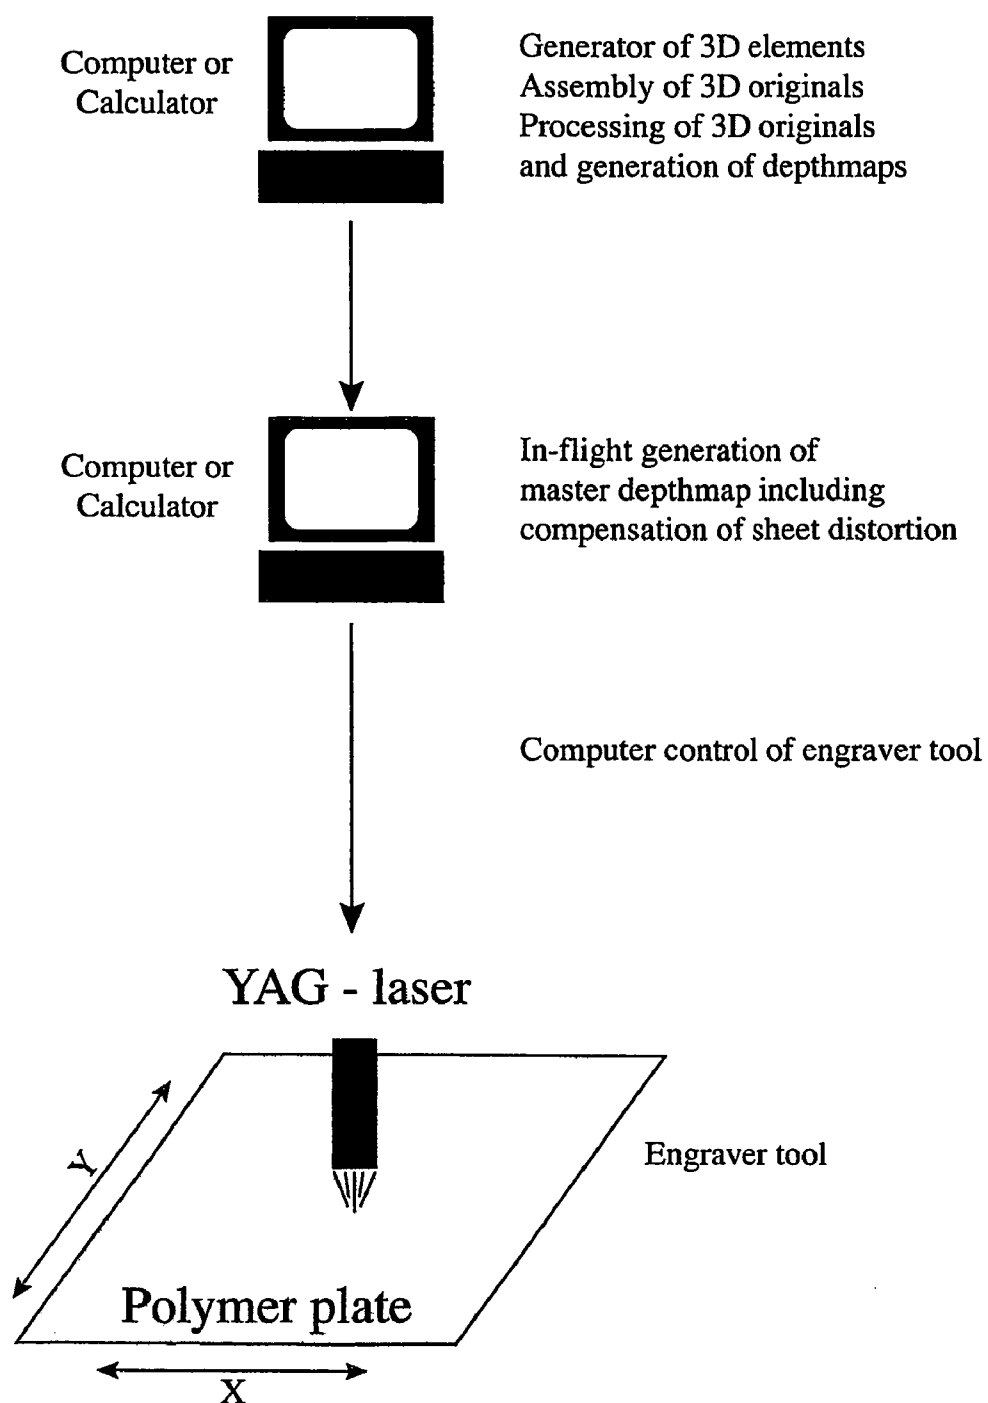 Computer or
Calculator
Generator of 3D elements
Assembly of 3D originals
Processing of 3D originals
and generation of depthmaps
Computer or
Calculator
In-flight generation of
master depthmap including
compensation of sheet distortion
Computer control of engraver tool
YAG - laser
Y
Engraver tool
Polymer plate
X